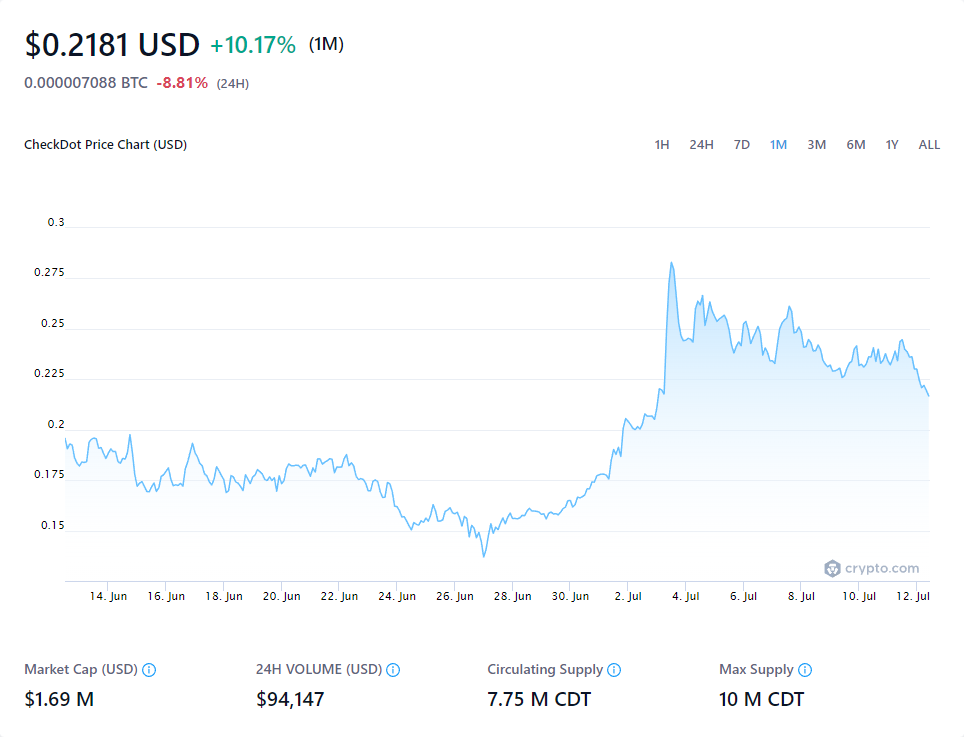 $0.2181 USD +10.17% (1M)
0.000007088 BTC -8.81% (24H)
CheckDot Price Chart (USD) 1H 24H 7D 1M 3M 6M 1Y ALL
0.3
0.275
0.25
0.225
0.2
0.175
0.15
crypto.com
14. Jun 16. Jun 18. Jun 20. Jun 22. Jun 24. Jun 26. Jun 28. Jun 30. Jun 2. Jul 4. Jul 6. Jul 8. Jul 10. Jul 12. Jul
Market Cap (USD) 24H VOLUME (USD) Circulating Supply Max Supply
$1.69 M $94,147 7.75 M CDT 10 M CDT